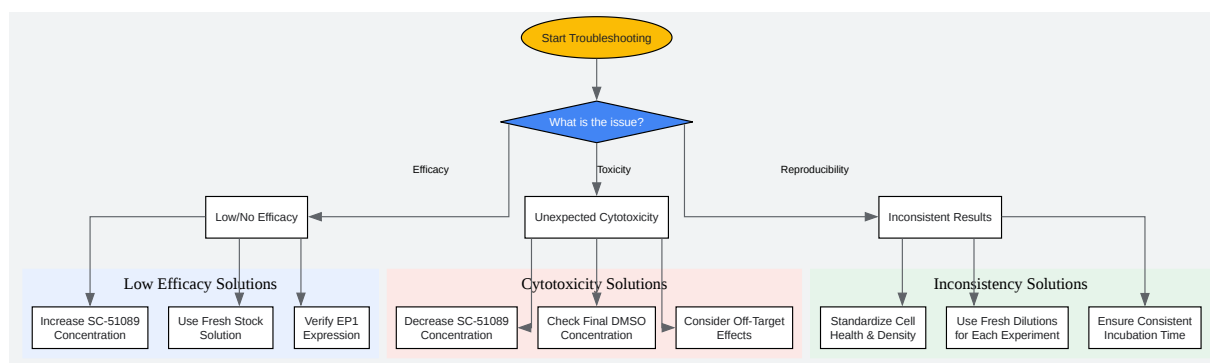 Start Troubleshooting
What is the issue?
Efficacy
Toxicity
Reproducibility
Low/No Efficacy
Unexpected Cytotoxicity
Inconsistent Results
Low Efficacy Solutions
Increase SC-51089
Concentration
Use Fresh Stock
Solution
Verify EP1
Expression
Cytotoxicity Solutions
Decrease SC-51089
Concentration
Check Final DMSO
Concentration
Consider Off-Target
Effects
Inconsistency Solutions
Standardize Cell
Health & Density
Use Fresh Dilutions
for Each Experiment
Ensure Consistent
Incubation Time